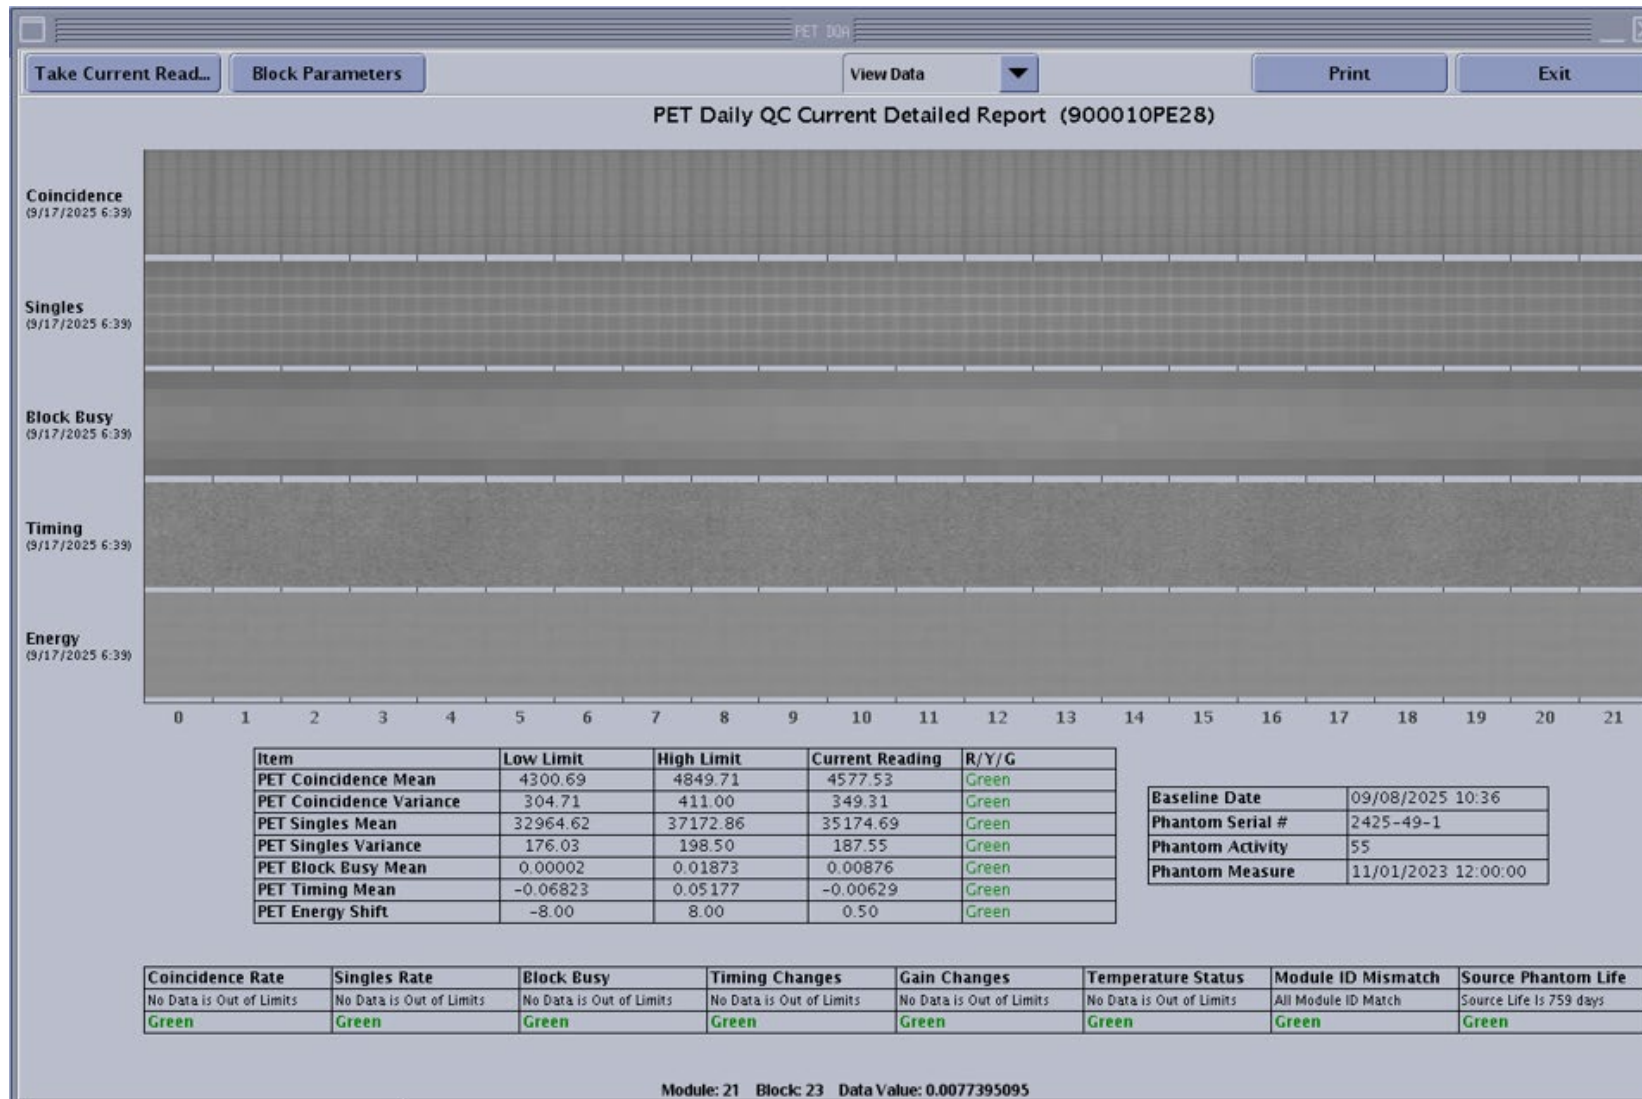 PET DQA
Take Current Read... Block Parameters View Data Print Exit
PET Daily QC Current Detailed Report (900010PE28)
Coincidence
(9/17/2025 6:39)
Singles
(9/17/2025 6:39)
Block Busy
(9/17/2025 6:39)
Timing
(9/17/2025 6:39)
Energy
(9/17/2025 6:39)
0 1 2 3 4 5 6 7 8 9 10 11 12 13 14 15 16 17 18 19 20 21
Item Low Limit High Limit Current Reading R/Y/G
PET Coincidence Mean 4300.69 4849.71 4577.53 Green
PET Coincidence Variance 304.71 411.00 349.31 Green
PET Singles Mean 32964.62 37172.86 35174.69 Green
PET Singles Variance 176.03 198.50 187.55 Green
PET Block Busy Mean 0.00002 0.01873 0.00876 Green
PET Timing Mean -0.06823 0.05177 -0.00629 Green
PET Energy Shift -8.00 8.00 0.50 Green
Baseline Date 09/08/2025 10:36
Phantom Serial # 2425-49-1
Phantom Activity 55
Phantom Measure 11/01/2023 12:00:00
Coincidence Rate Singles Rate Block Busy Timing Changes Gain Changes Temperature Status Module ID Mismatch Source Phantom Life
No Data is Out of Limits No Data is Out of Limits No Data is Out of Limits No Data is Out of Limits No Data is Out of Limits No Data is Out of Limits All Module ID Match Source Life Is 759 days
Green Green Green Green Green Green Green Green
Module: 21 Block: 23 Data Value: 0.0077395095